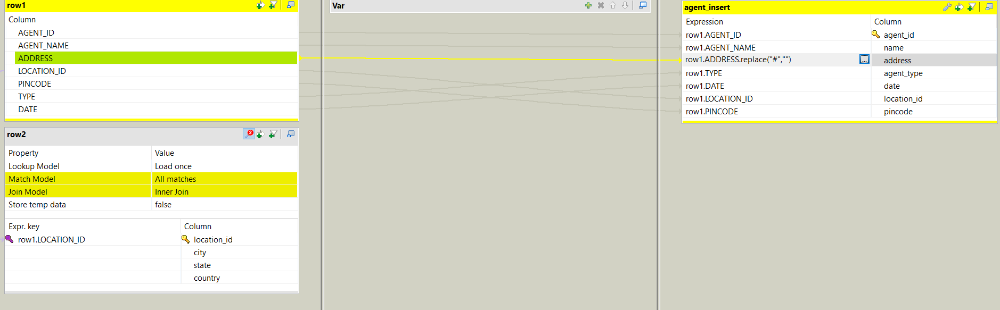 row1
Column
AGENT_ID
AGENT_NAME
ADDRESS
LOCATION_ID
PINCODE
TYPE
DATE
row2
2
Property Value
Lookup Model Load once
Match Model All matches
Join Model Inner Join
Store temp data false
Expr. key Column
row1.LOCATION_ID location_id
city
state
country
Var
agent_insert
Expression Column
row1.AGENT_ID agent_id
row1.AGENT_NAME name
row1.ADDRESS.replace("#","") ... address
row1.TYPE agent_type
row1.DATE date
row1.LOCATION_ID location_id
row1.PINCODE pincode